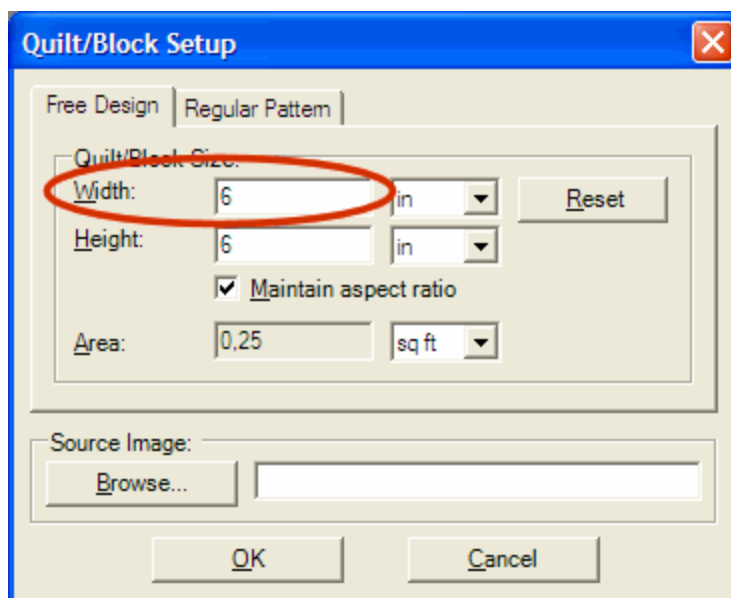 Quilt/Block Setup
Free Design Regular Pattern
Quilt/Block Size:
Width: 6 in Reset
Height: 6 in
Maintain aspect ratio
Area: 0,25 sq ft
Source Image:
Browse...
OK Cancel